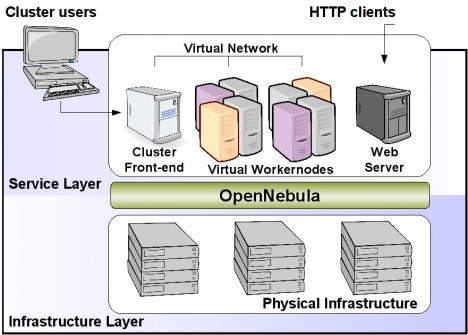 Cluster users
HTTP clients
Virtual Network
Cluster
Front-end
Virtual Workernodes
Web
Server
Service Layer
OpenNebula
Physical Infrastructure
Infrastructure Layer